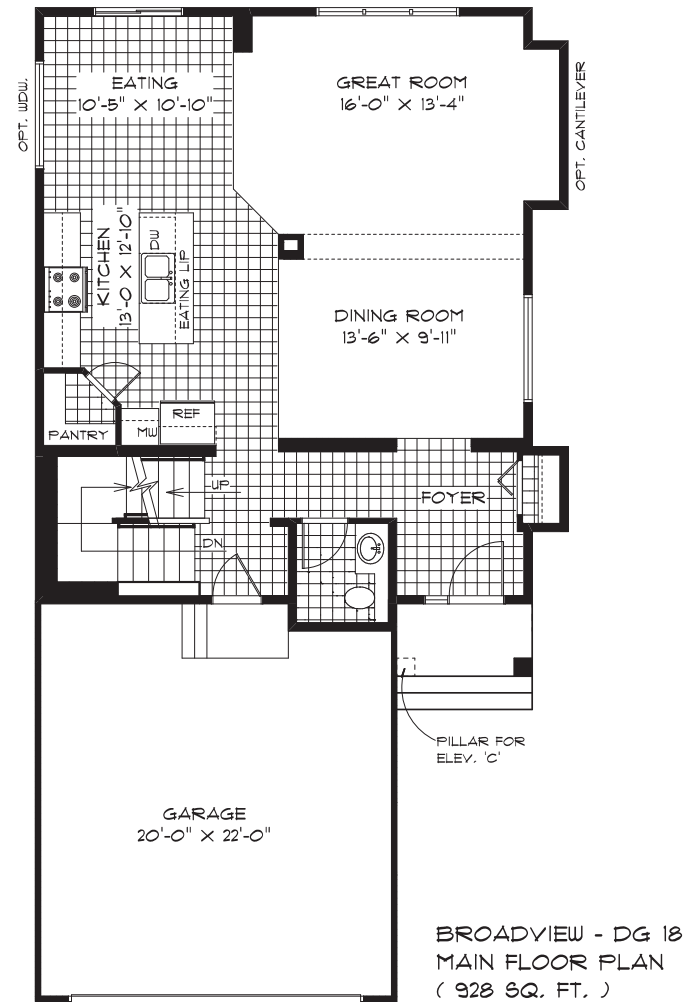 EATING
10'-5" X 10'-10"
GREAT ROOM
16'-0" X 13'-4"
OPT. WDW.
OPT. CANTILEVER
KITCHEN
13'-0 X 12'-10"
DW
EATING LIP
DINING ROOM
13'-6" X 9'-11"
REF
MW
PANTRY
UP
FOYER
DN
PILLAR FOR
ELEV. 'C'
GARAGE
20'-0" X 22'-0"
BROADVIEW - DG 18
MAIN FLOOR PLAN
( 928 SQ. FT. )